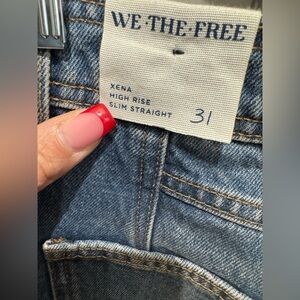 WE·THE·FREE
XENA
HIGH RISE
SLIM STRAIGHT 31